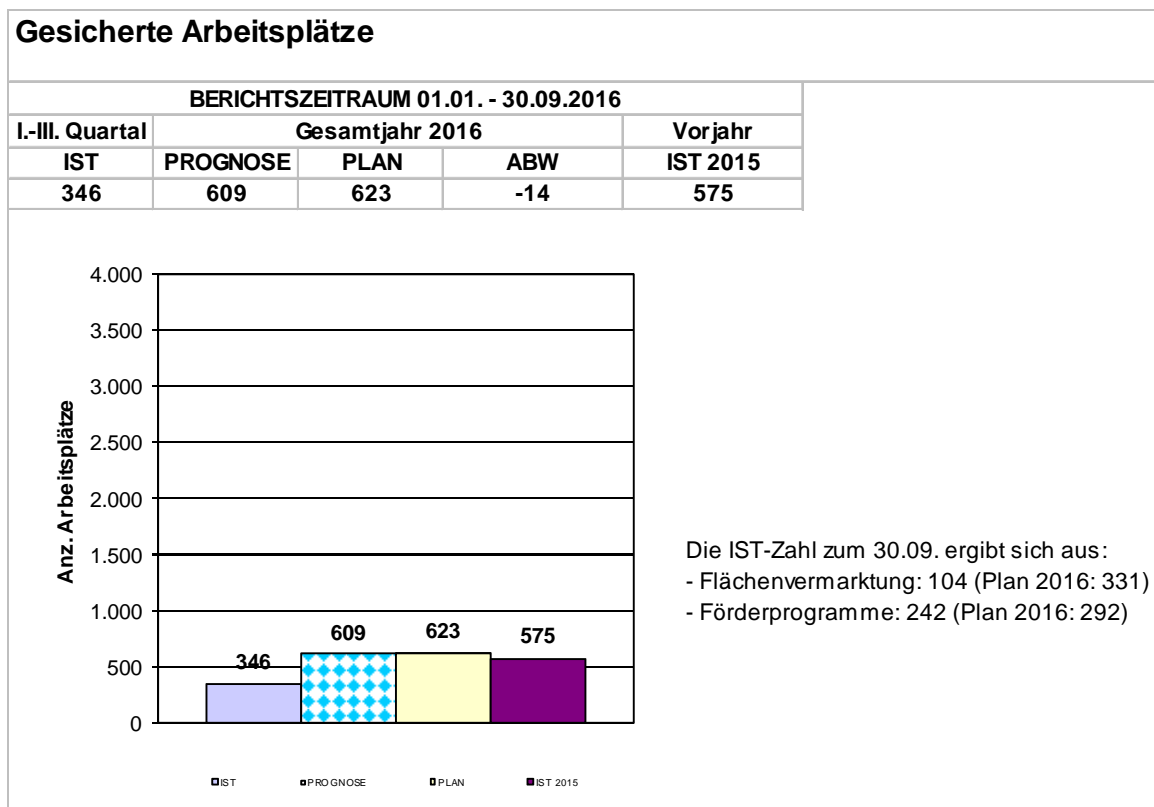 Gesicherte Arbeitsplätze
BERICHTSZEITRAUM 01.01. - 30.09.2016
I.-III. Quartal Gesamtjahr 2016 Vorjahr
IST PROGNOSE PLAN ABW IST 2015
346 609 623 -14 575
Anz. Arbeitsplätze
4.000
3.500
3.000
2.500
2.000
1.500
1.000
500
0
346 609 623 575
IST PROGNOSE PLAN IST 2015
Die IST-Zahl zum 30.09. ergibt sich aus:
- Flächenvermarktung: 104 (Plan 2016: 331)
- Förderprogramme: 242 (Plan 2016: 292)